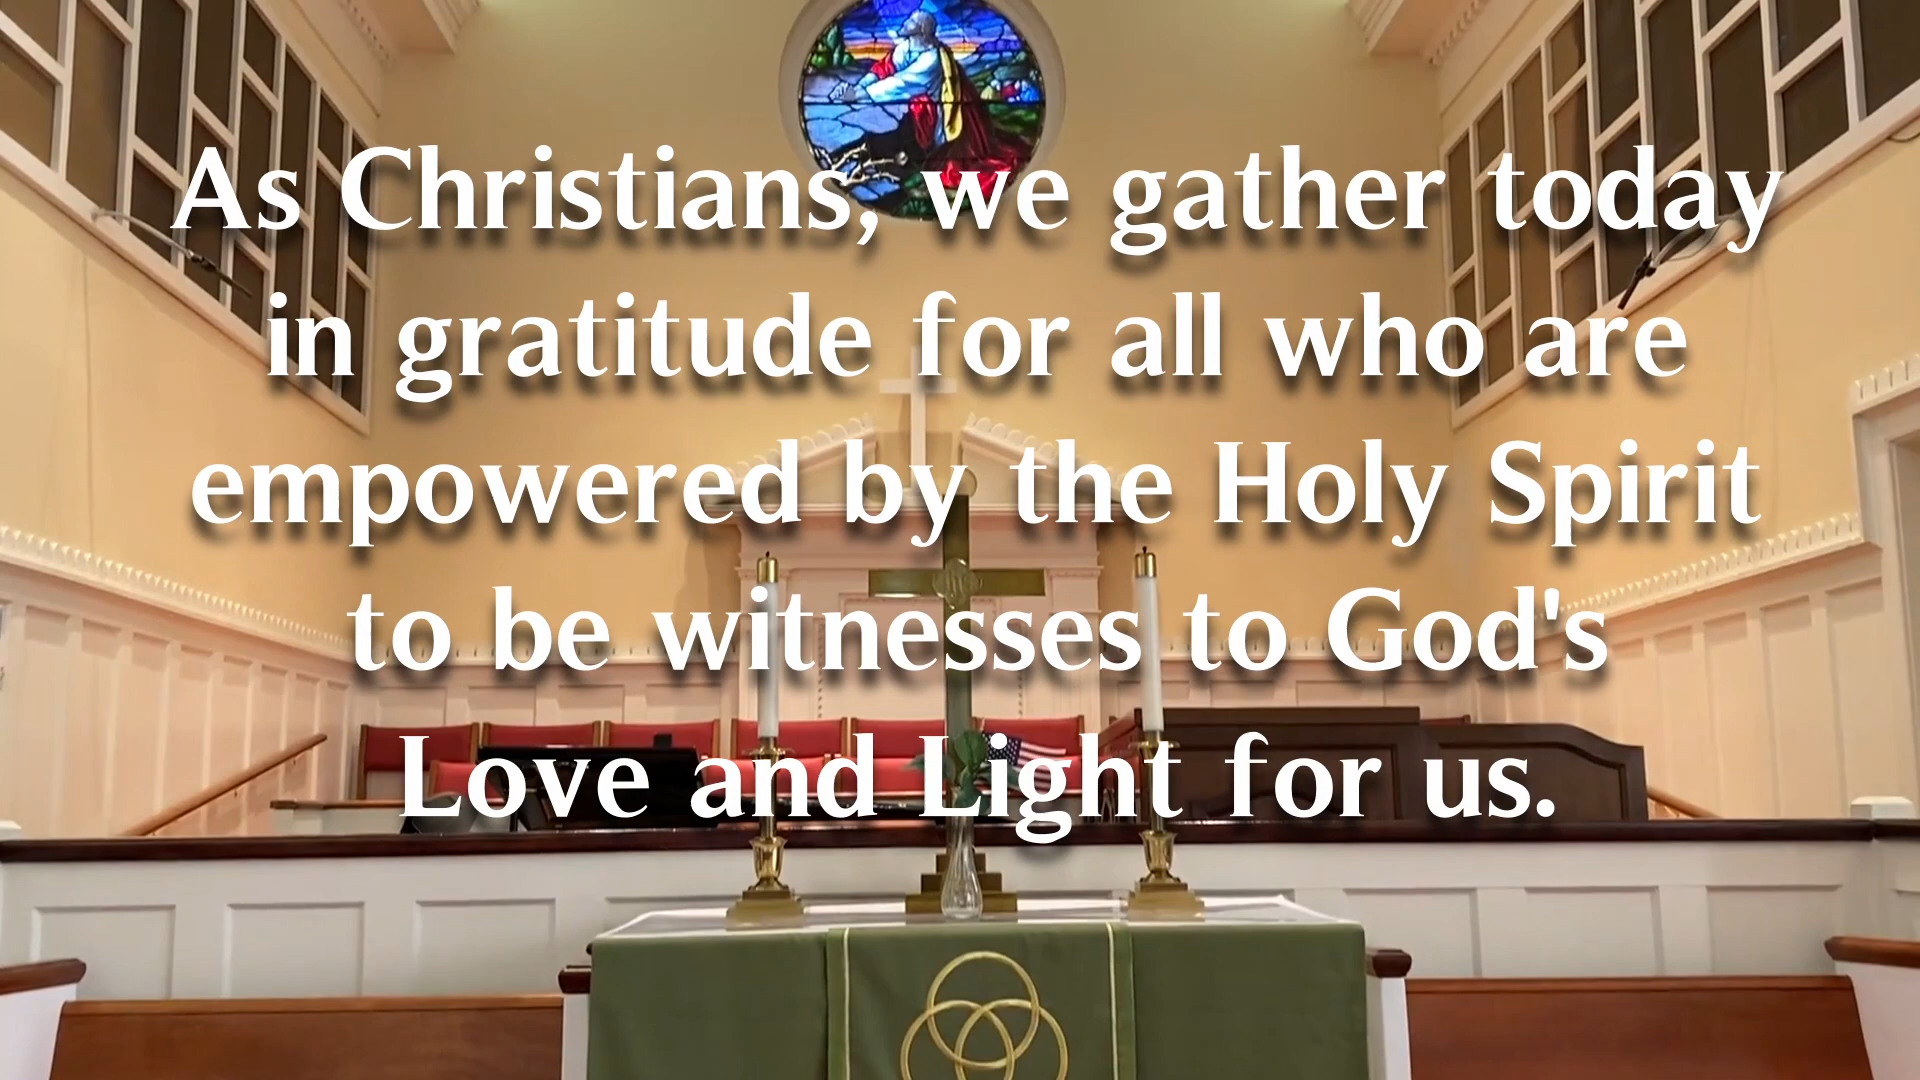 As Christians, we gather today
in gratitude for all who are
empowered by the Holy Spirit
to be witnesses to God's
Love and Light for us.